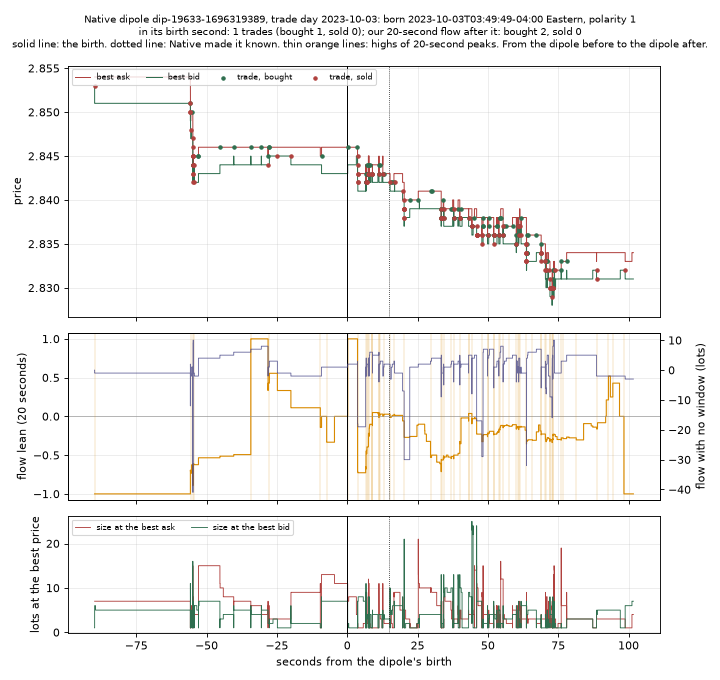 Native dipole dip-19633-1696319389, trade day 2023-10-03: born 2023-10-03T03:49:49-04:00 Eastern, polarity 1
in its birth second: 1 trades (bought 1, sold 0); our 20-second flow after it: bought 2, sold 0
solid line: the birth. dotted line: Native made it known. thin orange lines: highs of 20-second peaks. From the dipole before to the dipole after.
best ask
best bid
trade, bought
trade, sold
2.855
2.850
2.845
2.840
2.835
2.830
price
1.0
0.5
0.0
−0.5
−1.0
flow lean (20 seconds)
10
0
−10
−20
−30
−40
flow with no window (lots)
size at the best ask
size at the best bid
20
10
0
lots at the best price
−75
−50
−25
0
25
50
75
100
seconds from the dipole's birth